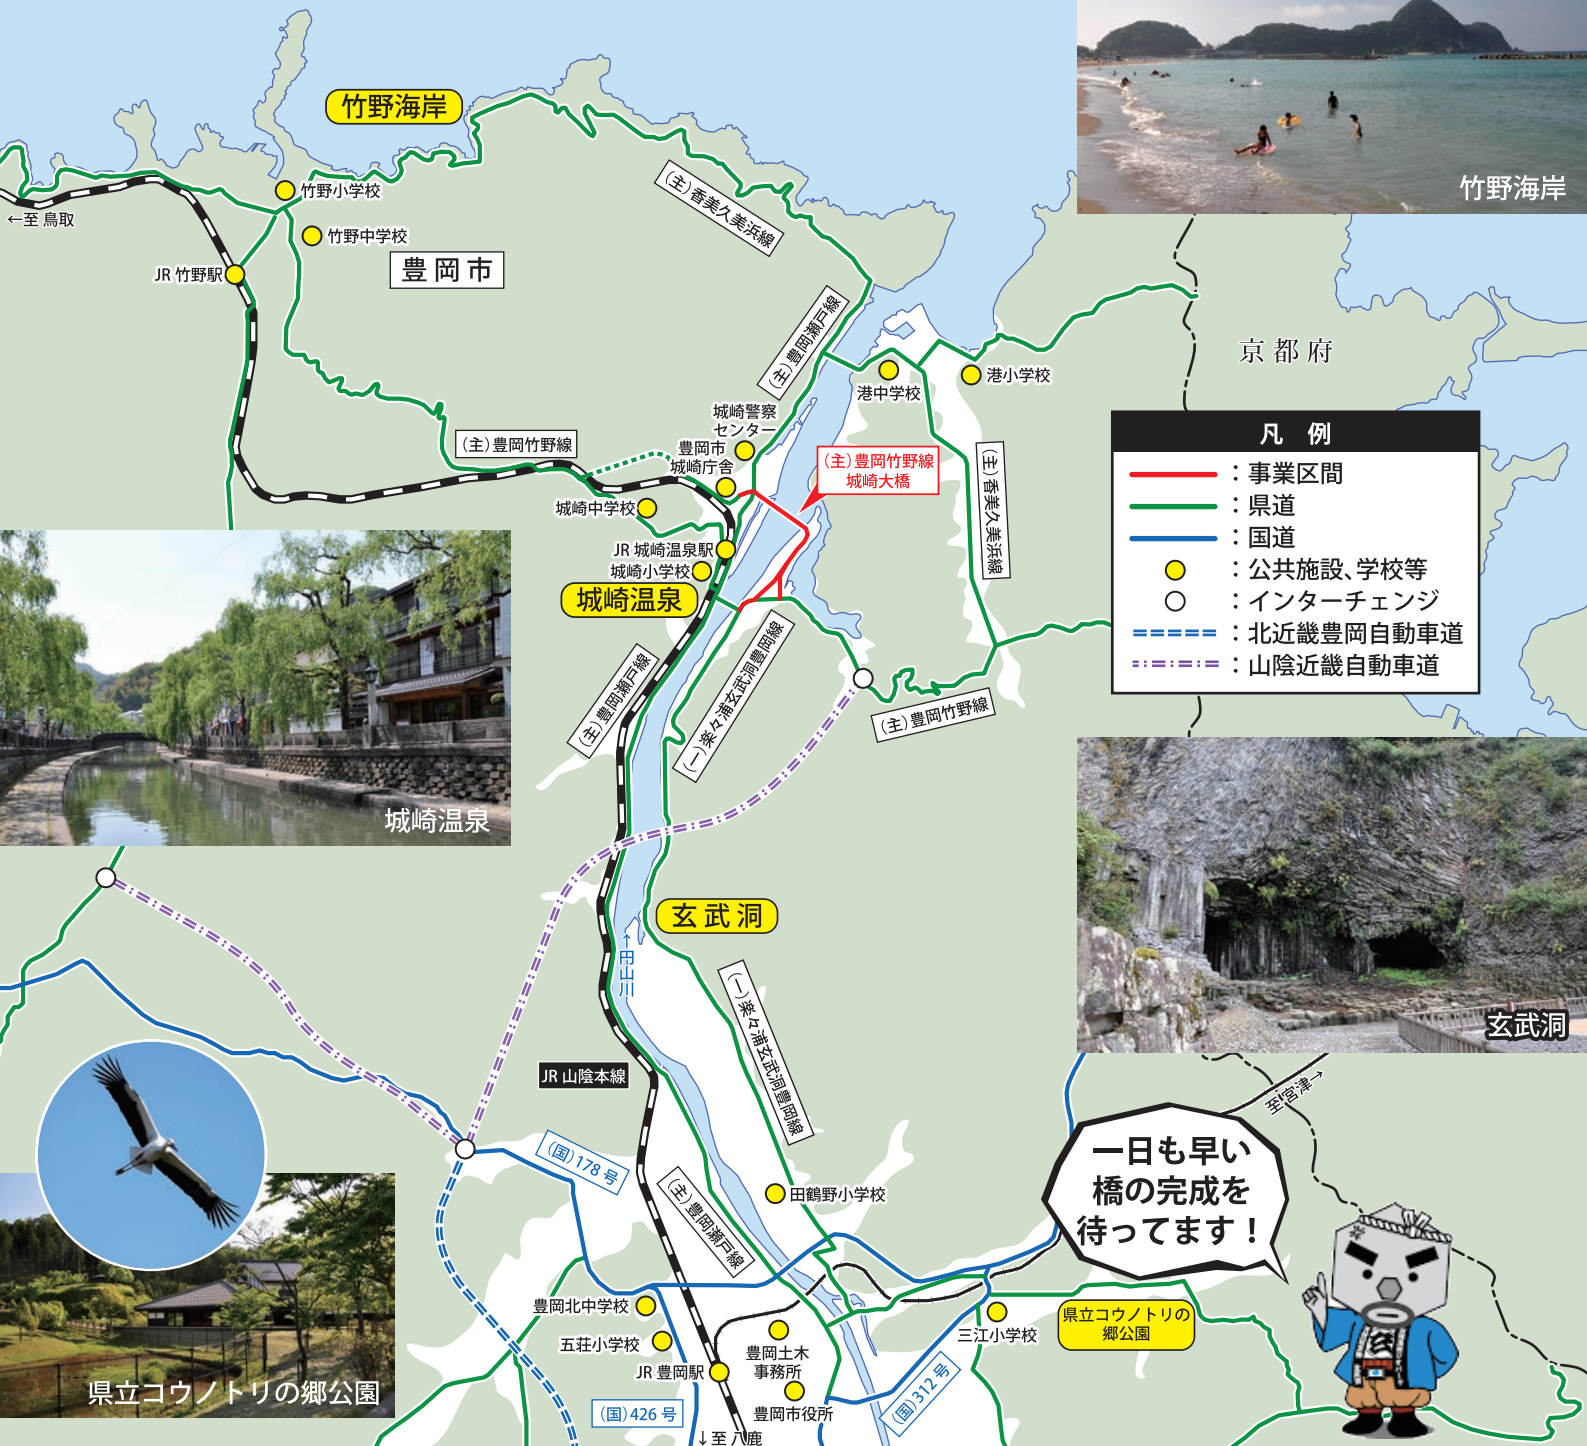 竹野海岸
竹野海岸
竹野小学校
←至 鳥取
竹野中学校
JR 竹野駅
豊岡市
(主)香美久美浜線
(主)豊岡瀬戸線
京都府
港中学校
港小学校
城崎警察
センター
豊岡市
城崎庁舎
(主)豊岡竹野線
(主)豊岡竹野線
城崎大橋
(主)香美久美浜線
城崎中学校
JR 城崎温泉駅
城崎小学校
城崎温泉
凡 例
：事業区間
：県道
：国道
：公共施設、学校等
：インターチェンジ
：北近畿豊岡自動車道
：山陰近畿自動車道
(主)豊岡瀬戸線
(一)楽々浦玄武洞豊岡線
(主)豊岡竹野線
城崎温泉
玄武洞
←円山川
(一)楽々浦玄武洞豊岡線
玄武洞
JR 山陰本線
至宮津→
一日も早い
橋の完成を
待ってます！
(国)178 号
(主)豊岡瀬戸線
田鶴野小学校
豊岡北中学校
五荘小学校
JR 豊岡駅
豊岡土木
事務所
豊岡市役所
三江小学校
県立コウノトリの
郷公園
県立コウノトリの郷公園
(国)426 号
(国)312 号
↓至 八鹿